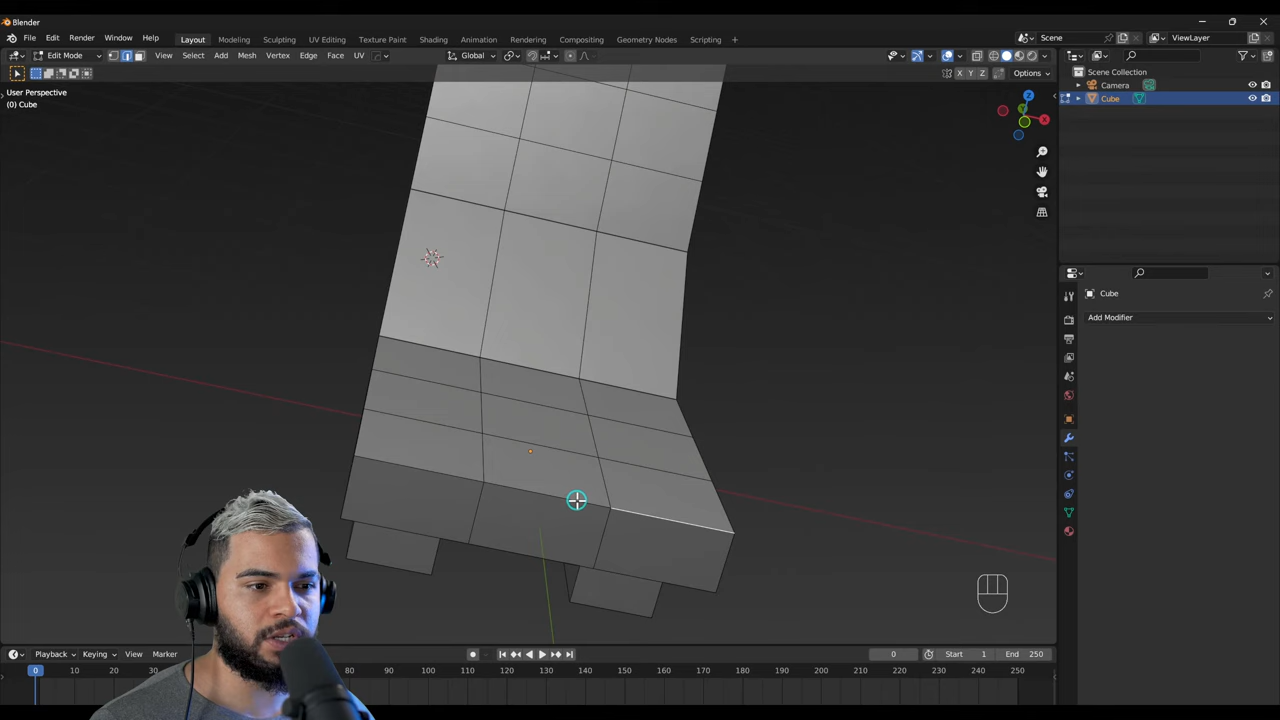 Blender
File Edit Render Window Help Layout Modeling Sculpting UV Editing Texture Paint Shading Animation Rendering Compositing Geometry Nodes Scripting + Scene ViewLayer
Edit Mode View Select Add Mesh Vertex Edge Face UV Global
X Y Z Options
User Perspective
(0) Cube
Z
Y
X
Scene Collection
Camera
Cube
Cube
Add Modifier
Playback Keying View Marker 0 Start 1 End 250
0 10 20 30 40 50 60 70 80 90 100 110 120 130 140 150 160 170 180 190 200 210 220 230 240 250